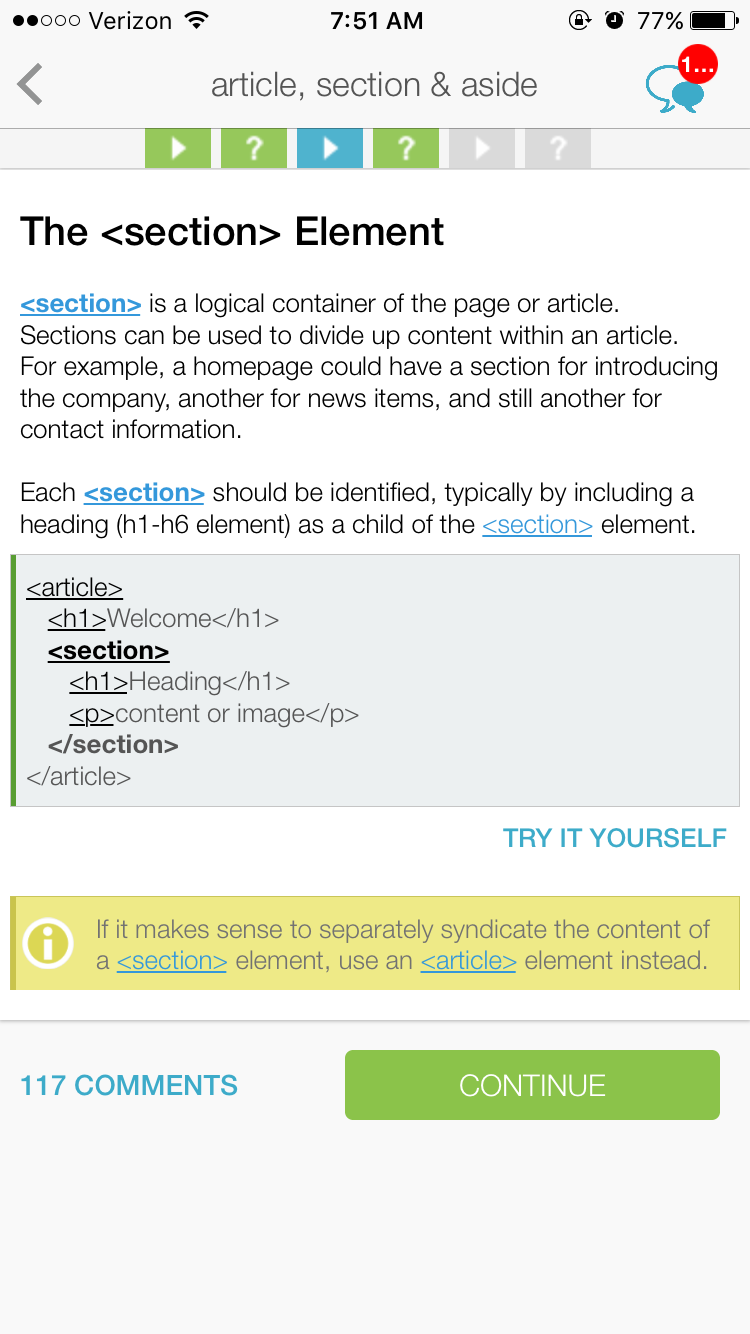 Verizon 7:51 AM 77%
article, section & aside 1...
? ? ?
The <section> Element
<section> is a logical container of the page or article.
Sections can be used to divide up content within an article.
For example, a homepage could have a section for introducing
the company, another for news items, and still another for
contact information.
Each <section> should be identified, typically by including a
heading (h1-h6 element) as a child of the <section> element.
<article>
<h1>Welcome</h1>
<section>
<h1>Heading</h1>
<p>content or image</p>
</section>
</article>
TRY IT YOURSELF
If it makes sense to separately syndicate the content of
a <section> element, use an <article> element instead.
117 COMMENTS CONTINUE